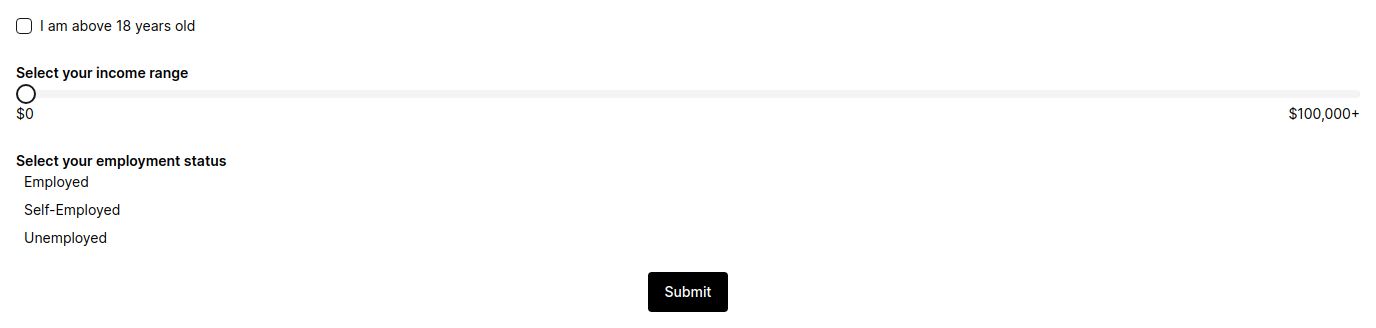 I am above 18 years old
Select your income range
$0 $100,000+
Select your employment status
Employed
Self-Employed
Unemployed
Submit